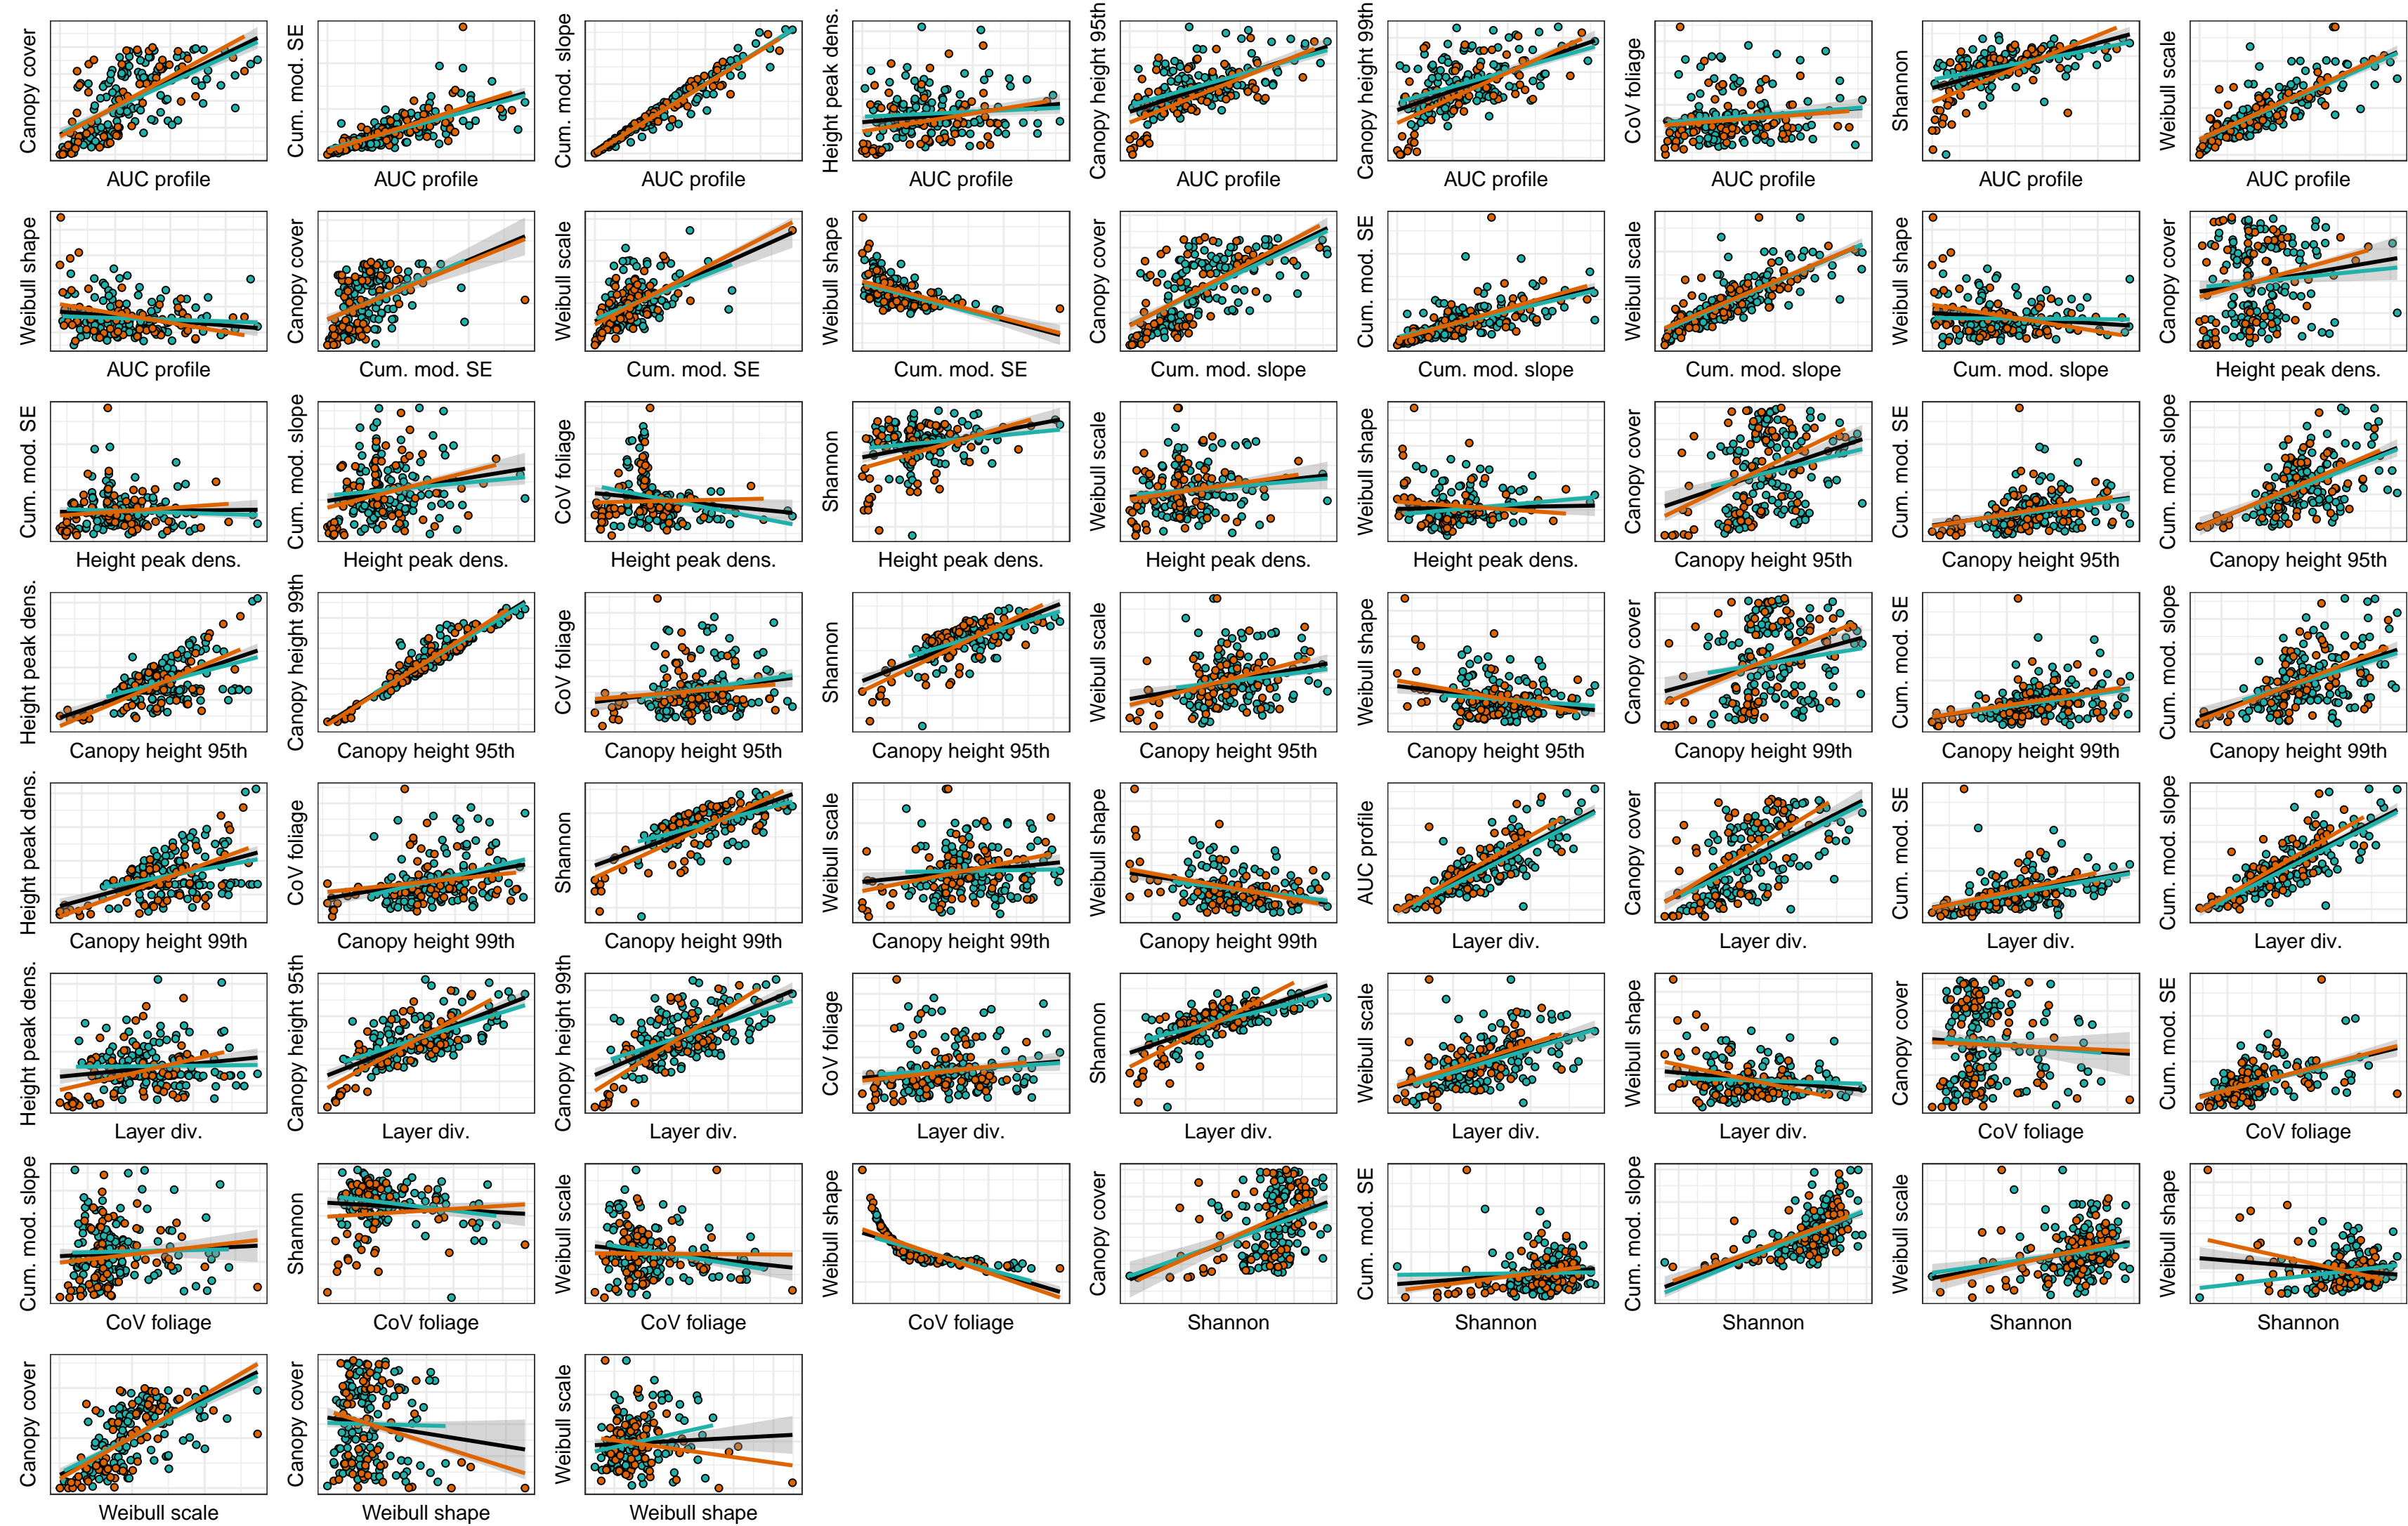 Canopy cover
AUC profile
Cum. mod. SE
AUC profile
Cum. mod. slope
AUC profile
Height peak dens.
AUC profile
Canopy height 95th
AUC profile
Canopy height 99th
AUC profile
CoV foliage
AUC profile
Shannon
AUC profile
Weibull scale
AUC profile
Weibull shape
AUC profile
Canopy cover
Cum. mod. SE
Weibull scale
Cum. mod. SE
Weibull shape
Cum. mod. SE
Canopy cover
Cum. mod. slope
Cum. mod. SE
Cum. mod. slope
Weibull scale
Cum. mod. slope
Weibull shape
Cum. mod. slope
Canopy cover
Height peak dens.
Cum. mod. SE
Height peak dens.
Cum. mod. slope
Height peak dens.
CoV foliage
Height peak dens.
Shannon
Height peak dens.
Weibull scale
Height peak dens.
Weibull shape
Height peak dens.
Canopy cover
Canopy height 95th
Cum. mod. SE
Canopy height 95th
Cum. mod. slope
Canopy height 95th
Height peak dens.
Canopy height 95th
Canopy height 99th
Canopy height 95th
CoV foliage
Canopy height 95th
Shannon
Canopy height 95th
Weibull scale
Canopy height 95th
Weibull shape
Canopy height 95th
Canopy cover
Canopy height 99th
Cum. mod. SE
Canopy height 99th
Cum. mod. slope
Canopy height 99th
Height peak dens.
Canopy height 99th
CoV foliage
Canopy height 99th
Shannon
Canopy height 99th
Weibull scale
Canopy height 99th
Weibull shape
Canopy height 99th
AUC profile
Layer div.
Canopy cover
Layer div.
Cum. mod. SE
Layer div.
Cum. mod. slope
Layer div.
Height peak dens.
Layer div.
Canopy height 95th
Layer div.
Canopy height 99th
Layer div.
CoV foliage
Layer div.
Shannon
Layer div.
Weibull scale
Layer div.
Weibull shape
Layer div.
Canopy cover
CoV foliage
Cum. mod. SE
CoV foliage
Cum. mod. slope
CoV foliage
Shannon
CoV foliage
Weibull scale
CoV foliage
Weibull shape
CoV foliage
Canopy cover
Shannon
Cum. mod. SE
Shannon
Cum. mod. slope
Shannon
Weibull scale
Shannon
Weibull shape
Shannon
Canopy cover
Weibull scale
Canopy cover
Weibull shape
Weibull scale
Weibull shape